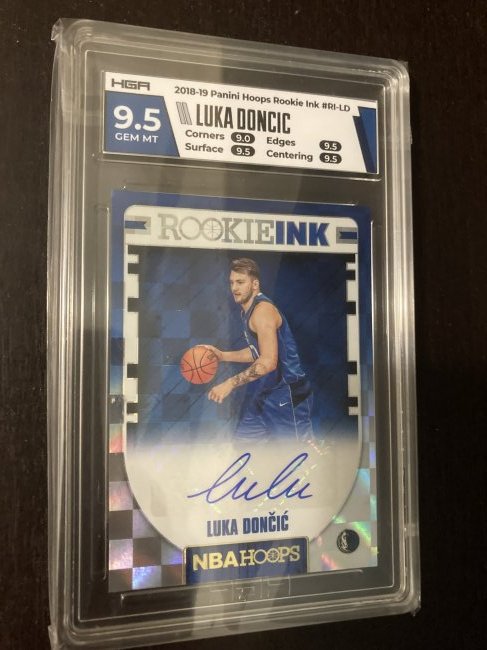 HGA
9.5
GEM MT
2018-19 Panini Hoops Rookie Ink #RI-LD
LUKA DONCIC
Corners 9.0 Edges 9.5
Surface 9.5 Centering 9.5
ROOKIE INK
LUKA DONČIĆ
NBA HOOPS